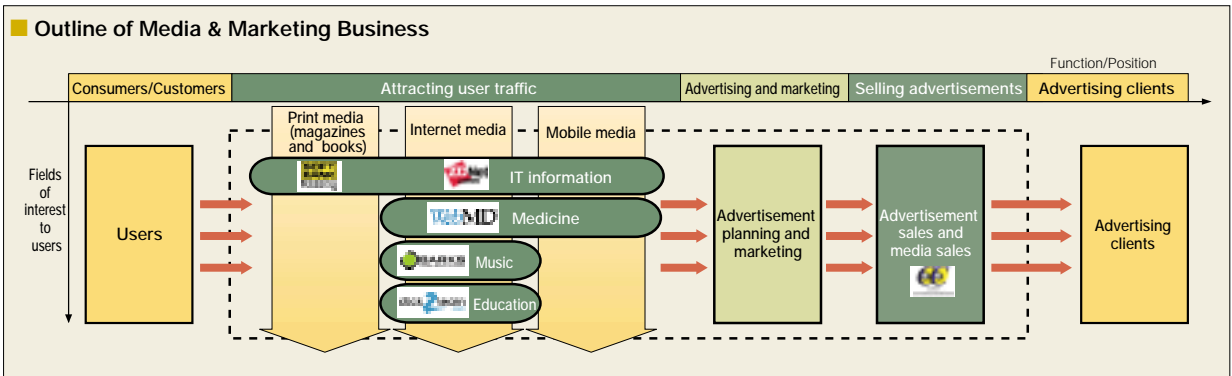 Outline of Media & Marketing Business
Function/Position
Consumers/Customers
Attracting user traffic
Advertising and marketing
Selling advertisements
Advertising clients
Print media
(magazines
and books)
Internet media
Mobile media
Fields
of
interest
to
users
Users
IT information
WebMD
Medicine
Music
Education
Advertisement
planning and
marketing
Advertisement
sales and
media sales
Advertising
clients